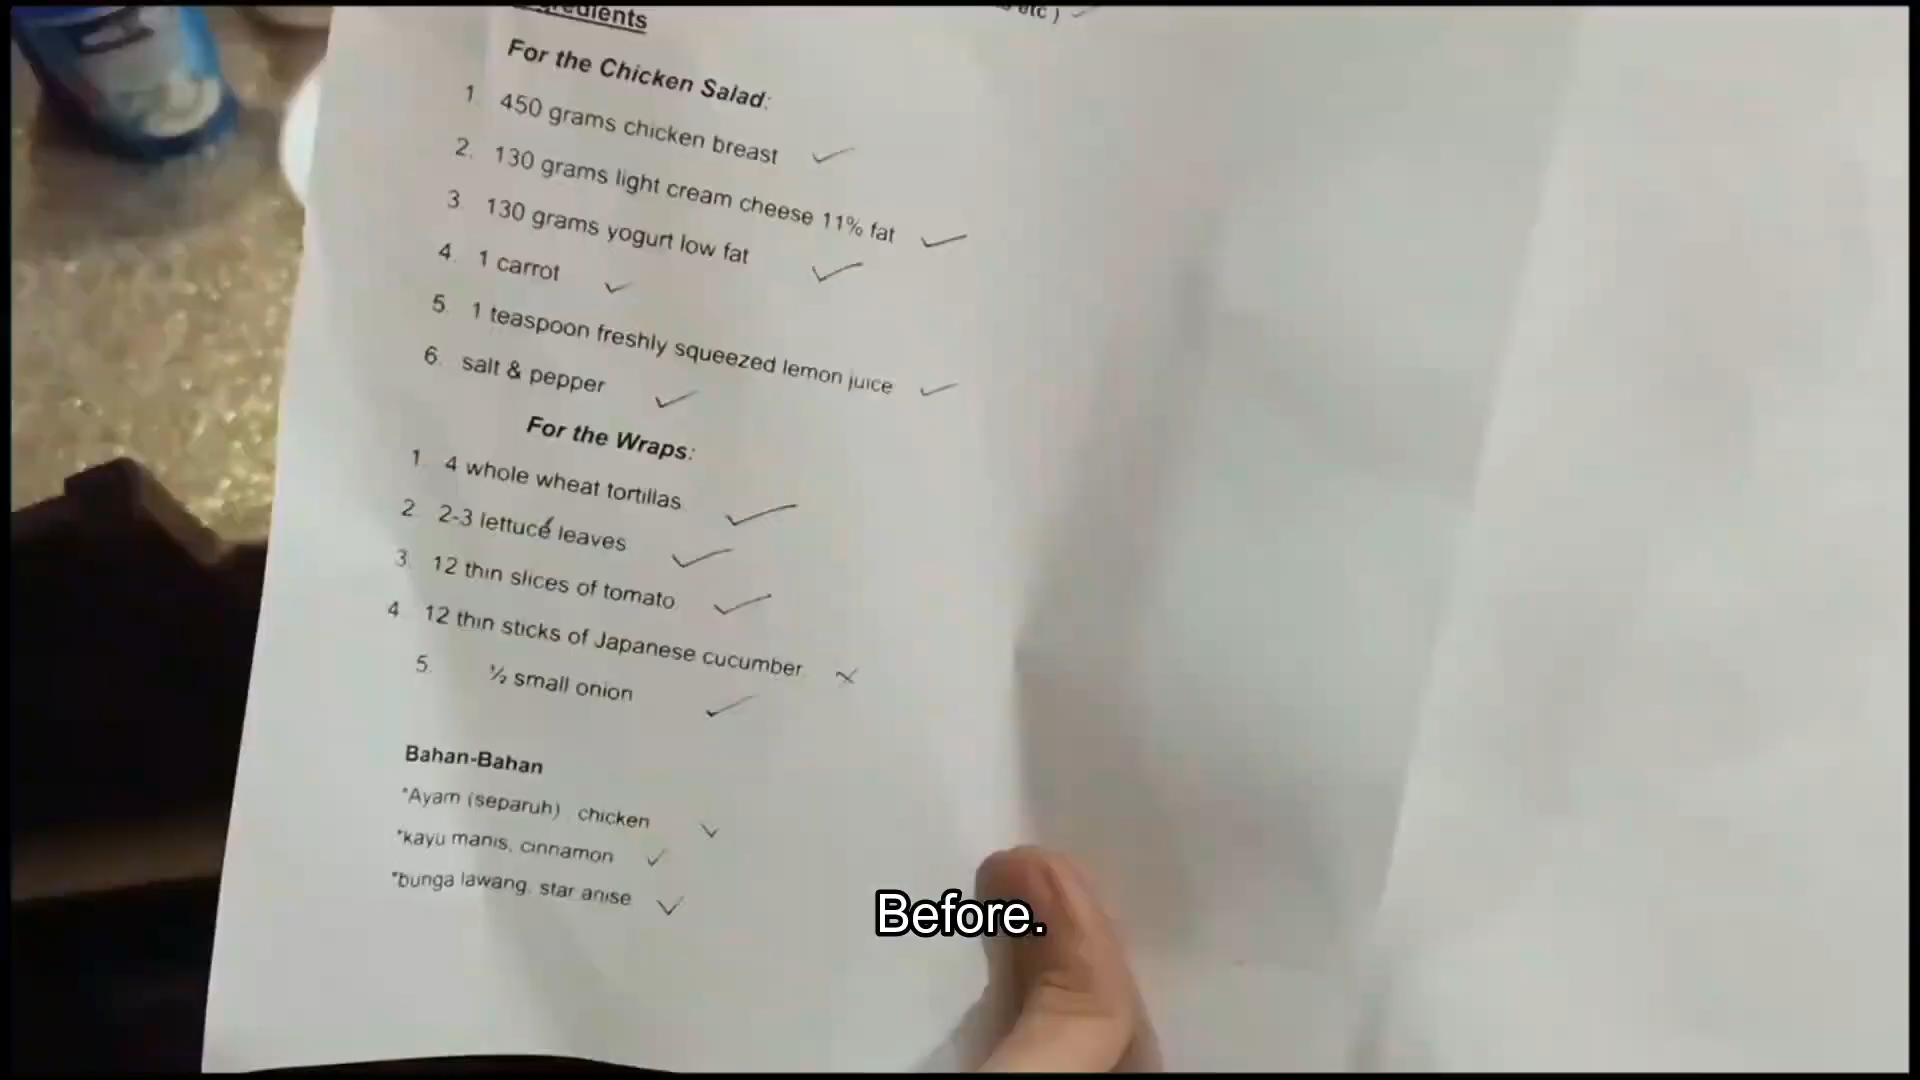 etc )
For the Chicken Salad:
1. 450 grams chicken breast
2. 130 grams light cream cheese 11% fat
3. 130 grams yogurt low fat
4. 1 carrot
5. 1 teaspoon freshly squeezed lemon juice
6. salt & pepper
For the Wraps:
1. 4 whole wheat tortillas
2. 2-3 lettuce leaves
3. 12 thin slices of tomato
4. 12 thin sticks of Japanese cucumber
5. ½ small onion
Bahan-Bahan
*Ayam (separuh) chicken
*kayu manis, cinnamon
*bunga lawang, star anise
Before.